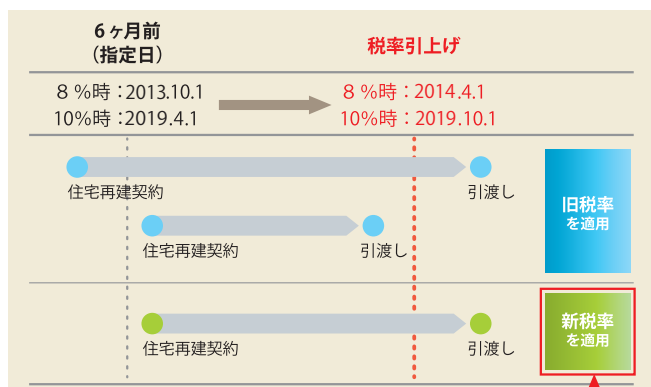 6ヶ月前
（指定日）
税率引上げ
8％時：2013.10.1
8％時：2014.4.1
10％時：2019.4.1
10％時：2019.10.1
住宅再建契約
引渡し
住宅再建契約
引渡し
旧税率
を適用
住宅再建契約
引渡し
新税率
を適用